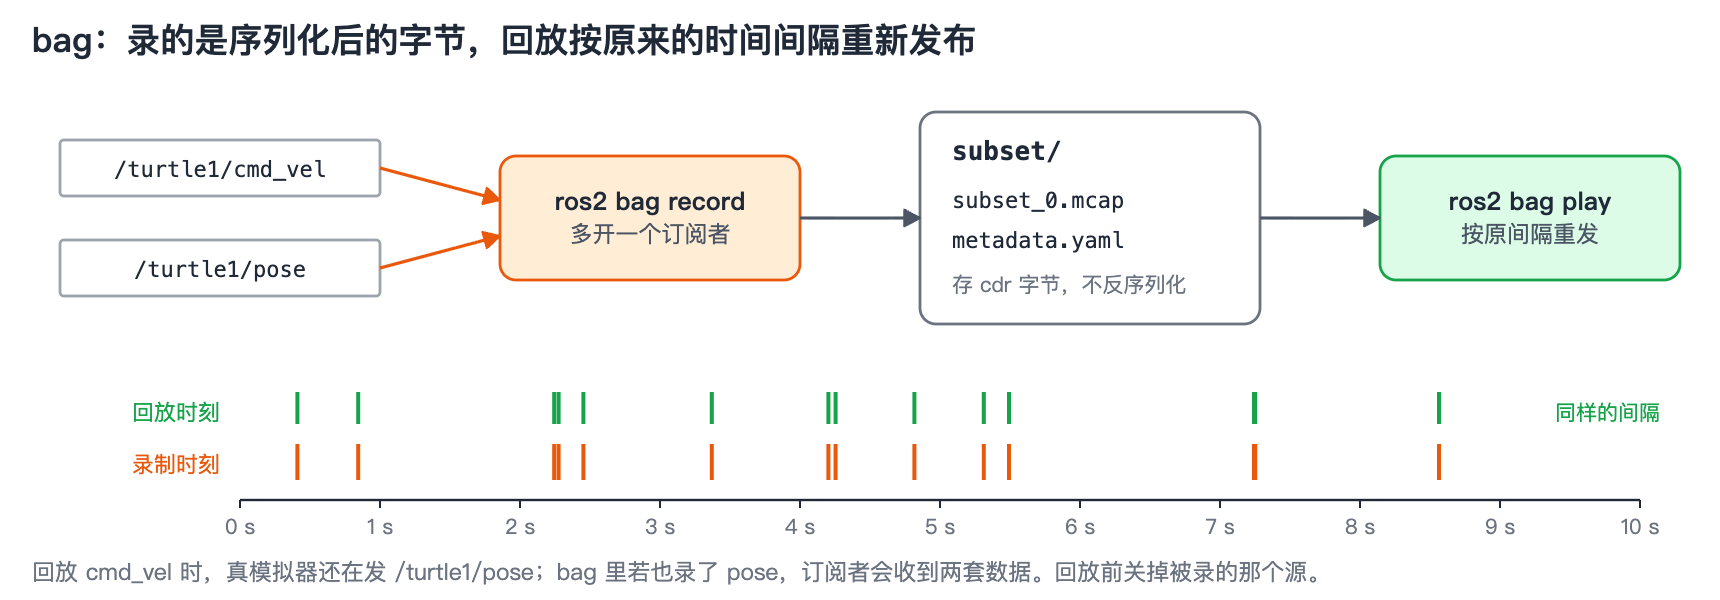 bag：录的是序列化后的字节，回放按原来的时间间隔重新发布
/turtle1/cmd_vel
/turtle1/pose
ros2 bag record
多开一个订阅者
subset/
subset_0.mcap
metadata.yaml
存 cdr 字节，不反序列化
ros2 bag play
按原间隔重发
回放时刻
同样的间隔
录制时刻
0 s
1 s
2 s
3 s
4 s
5 s
6 s
7 s
8 s
9 s
10 s
回放 cmd_vel 时，真模拟器还在发 /turtle1/pose；bag 里若也录了 pose，订阅者会收到两套数据。回放前关掉被录的那个源。